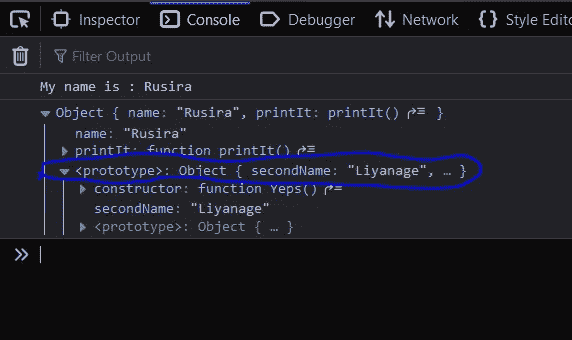 Inspector Console Debugger Network {} Style Edito
Filter Output
My name is : Rusira
Object { name: "Rusira", printIt: printIt() }
name: "Rusira"
printIt: function printIt()
<prototype>: Object { secondName: "Liyanage", … }
constructor: function Yeps()
secondName: "Liyanage"
<prototype>: Object { … }
»